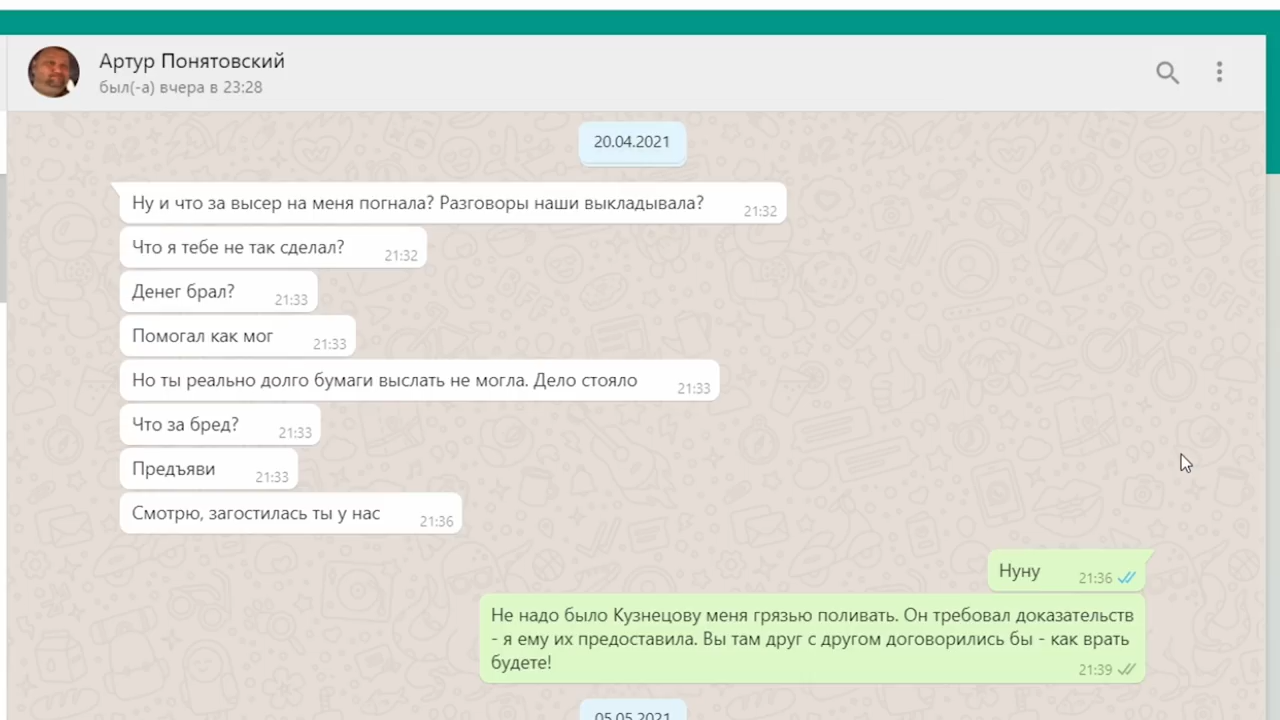 Артур Понятовский
был(-а) вчера в 23:28
20.04.2021
Ну и что за высер на меня погнала? Разговоры наши выкладывала? 21:32
Что я тебе не так сделал? 21:32
Денег брал? 21:33
Помогал как мог 21:33
Но ты реально долго бумаги выслать не могла. Дело стояло 21:33
Что за бред? 21:33
Предъяви 21:33
Смотрю, загостилась ты у нас 21:36
Нуну 21:36
Не надо было Кузнецову меня грязью поливать. Он требовал доказательств
- я ему их предоставила. Вы там друг с другом договорились бы - как врать
будете! 21:39
05.05.2021